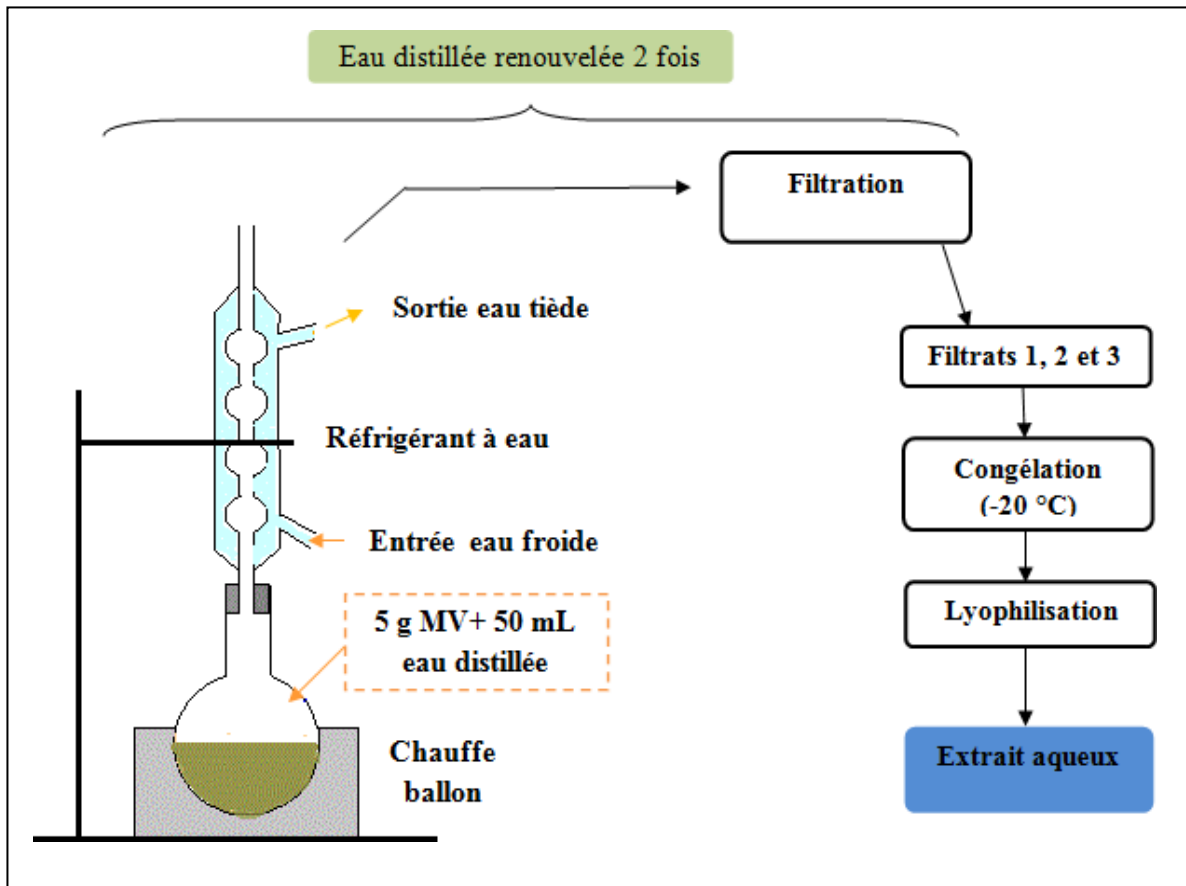 Eau distillée renouvelée 2 fois
Filtration
Sortie eau tiède
Filtrats 1, 2 et 3
Réfrigérant à eau
Congélation
(-20 °C)
Entrée eau froide
Lyophilisation
5 g MV+ 50 mL
eau distillée
Chauffe
ballon
Extrait aqueux